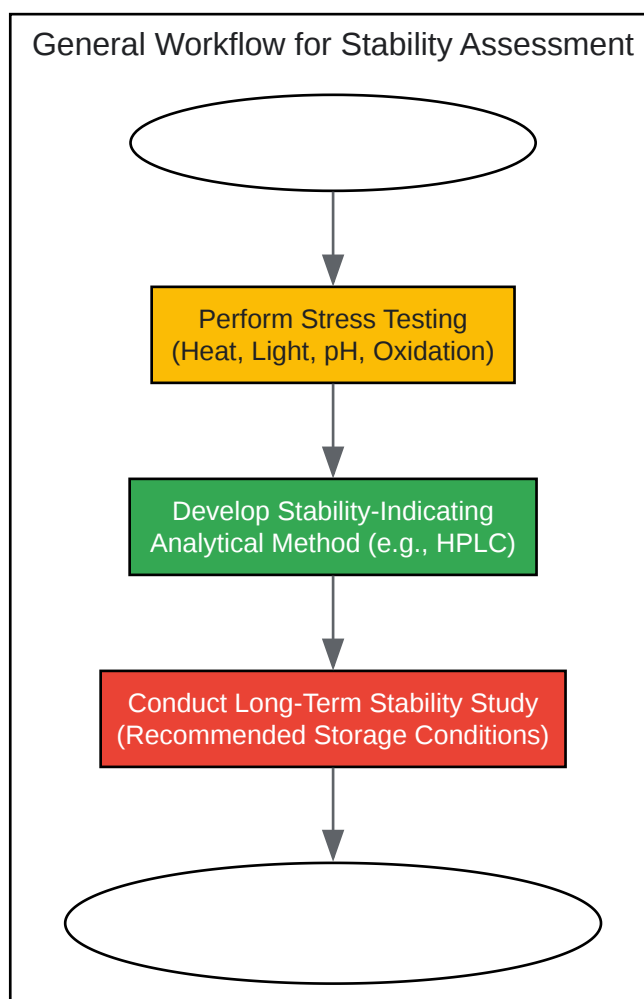 General Workflow for Stability Assessment
Perform Stress Testing
(Heat, Light, pH, Oxidation)
Develop Stability-Indicating
Analytical Method (e.g., HPLC)
Conduct Long-Term Stability Study
(Recommended Storage Conditions)